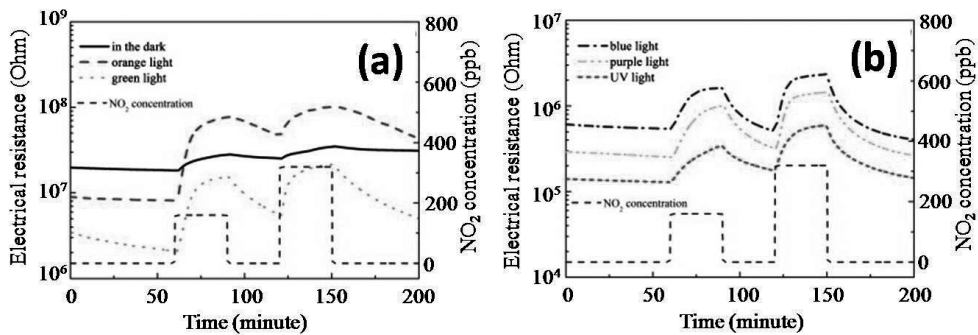 (a)
Electrical resistance (Ohm)
10⁹
10⁸
10⁷
10⁶
in the dark
orange light
green light
NO₂ concentration
800
600
400
200
0
NO₂ concentration (ppb)
0
50
100
150
200
Time (minute)
(b)
Electrical resistance (Ohm)
10⁷
10⁶
10⁵
10⁴
blue light
purple light
UV light
NO₂ concentration
800
600
400
200
0
NO₂ concentration (ppb)
0
50
100
150
200
Time (minute)